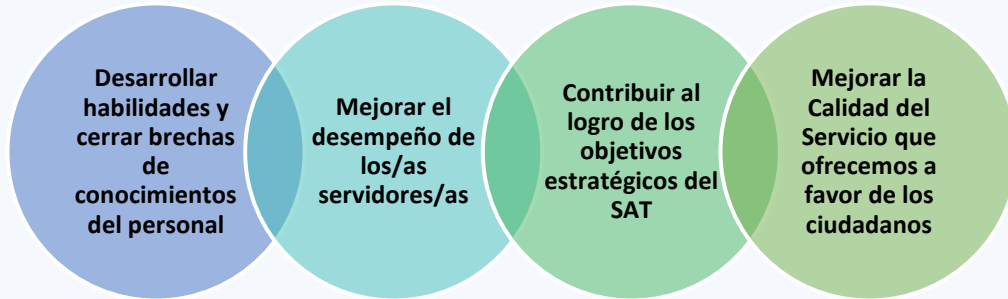 Desarrollar
habilidades y
cerrar brechas
de
conocimientos
del personal
Mejorar el
desempeño de
los/as
servidores/as
Contribuir al
logro de los
objetivos
estratégicos del
SAT
Mejorar la
Calidad del
Servicio que
ofrecemos a
favor de los
ciudadanos